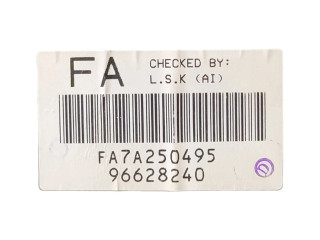 FA
CHECKED BY:
L.S.K (AI)
FA7A250495
96628240
D